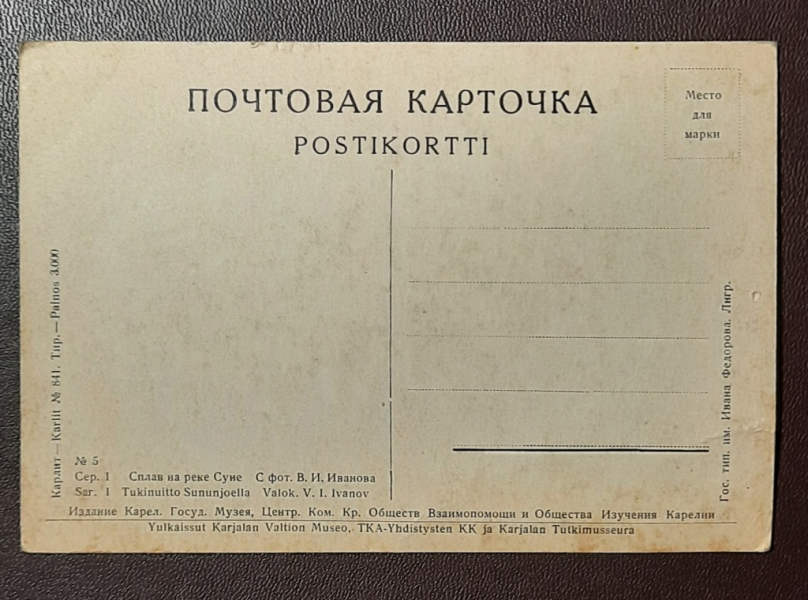 ПОЧТОВАЯ КАРТОЧКА
POSTIKORTTI
Место
для
марки
Карлит — Karlit № 841. Тир. — Painos 3.000
№ 5
Сер. I Сплав на реке Суне С фот. В. И. Иванова
Sar. I Tukinuitto Sununjoella Valok. V. I. Ivanov
Гос. тип. им. Ивана Федорова. Лнгр.
Издание Карел. Госуд. Музея, Центр. Ком. Кр. Обществ Взаимопомощи и Общества Изучения Карелии
Yulkaissut Karjalan Valtion Museo, TKA-Yhdistysten KK ja Karjalan Tutkimusseura